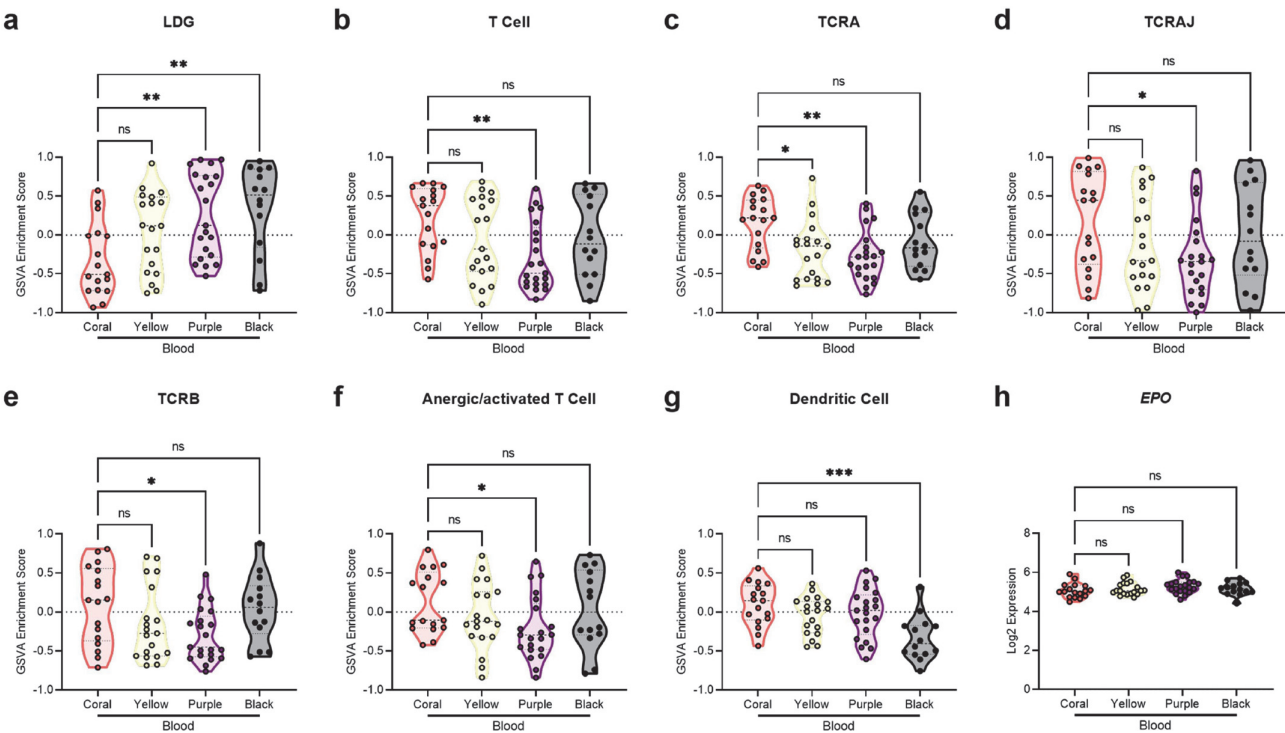 a LDG
b T Cell
c TCRA
d TCRAJ
**
**
ns
ns
**
ns
ns
**
*
ns
*
ns
GSVA Enrichment Score
1.0
0.5
0.0
-0.5
-1.0
Coral Yellow Purple Black
Blood
GSVA Enrichment Score
1.0
0.5
0.0
-0.5
-1.0
Coral Yellow Purple Black
Blood
GSVA Enrichment Score
1.0
0.5
0.0
-0.5
-1.0
Coral Yellow Purple Black
Blood
GSVA Enrichment Score
1.0
0.5
0.0
-0.5
-1.0
Coral Yellow Purple Black
Blood
e TCRB
f Anergic/activated T Cell
g Dendritic Cell
h EPO
ns
*
ns
ns
*
ns
***
ns
ns
ns
ns
ns
GSVA Enrichment Score
1.0
0.5
0.0
-0.5
-1.0
Coral Yellow Purple Black
Blood
GSVA Enrichment Score
1.0
0.5
0.0
-0.5
-1.0
Coral Yellow Purple Black
Blood
GSVA Enrichment Score
1.0
0.5
0.0
-0.5
-1.0
Coral Yellow Purple Black
Blood
Log2 Expression
8
6
4
2
0
Coral Yellow Purple Black
Blood